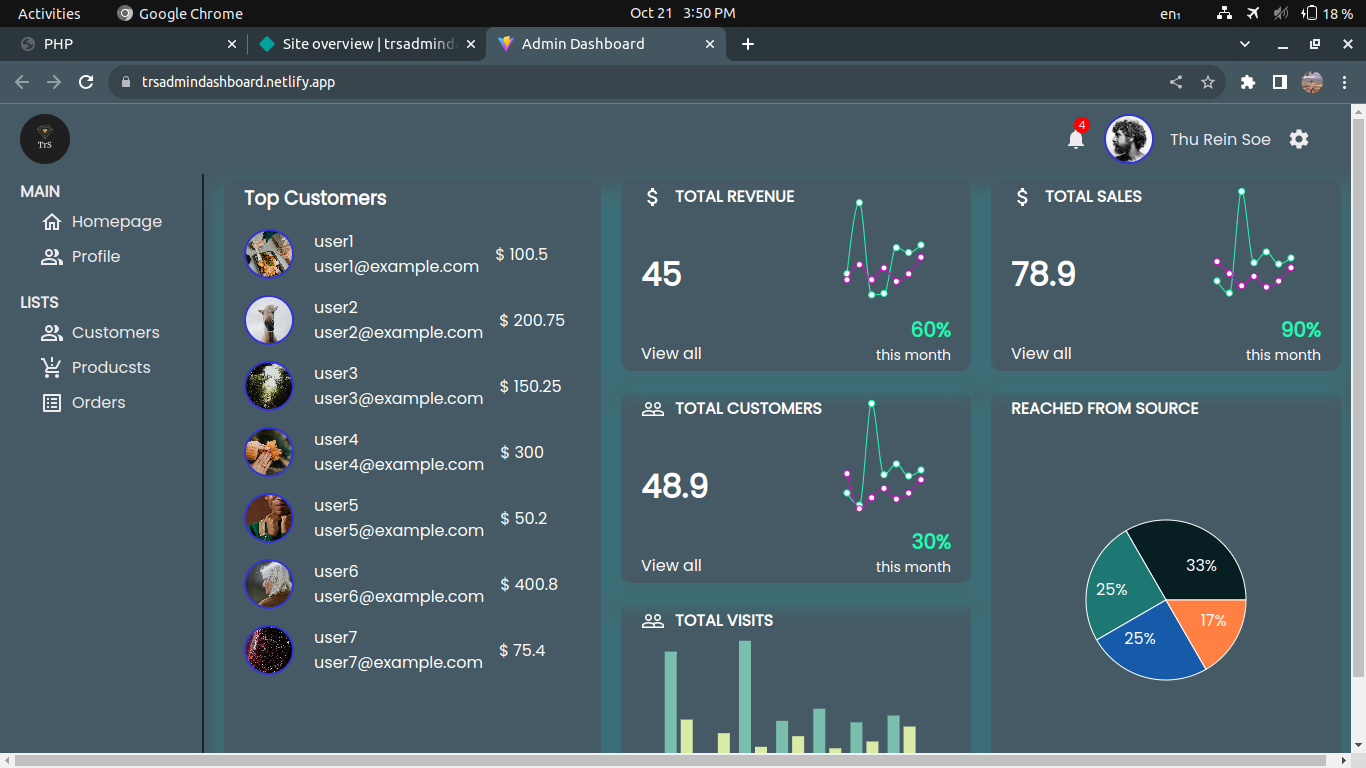 Activities Google Chrome Oct 21 3:50 PM en₁ 18 %
PHP Site overview | trsadmind Admin Dashboard
trsadmindashboard.netlify.app
TrS 4 Thu Rein Soe
MAIN
Homepage
Profile
LISTS
Customers
Producsts
Orders
Top Customers
user1
user1@example.com $ 100.5
user2
user2@example.com $ 200.75
user3
user3@example.com $ 150.25
user4
user4@example.com $ 300
user5
user5@example.com $ 50.2
user6
user6@example.com $ 400.8
user7
user7@example.com $ 75.4
$ TOTAL REVENUE
45
60%
View all this month
$ TOTAL SALES
78.9
90%
View all this month
TOTAL CUSTOMERS
48.9
30%
View all this month
REACHED FROM SOURCE
33%
25%
17%
25%
TOTAL VISITS